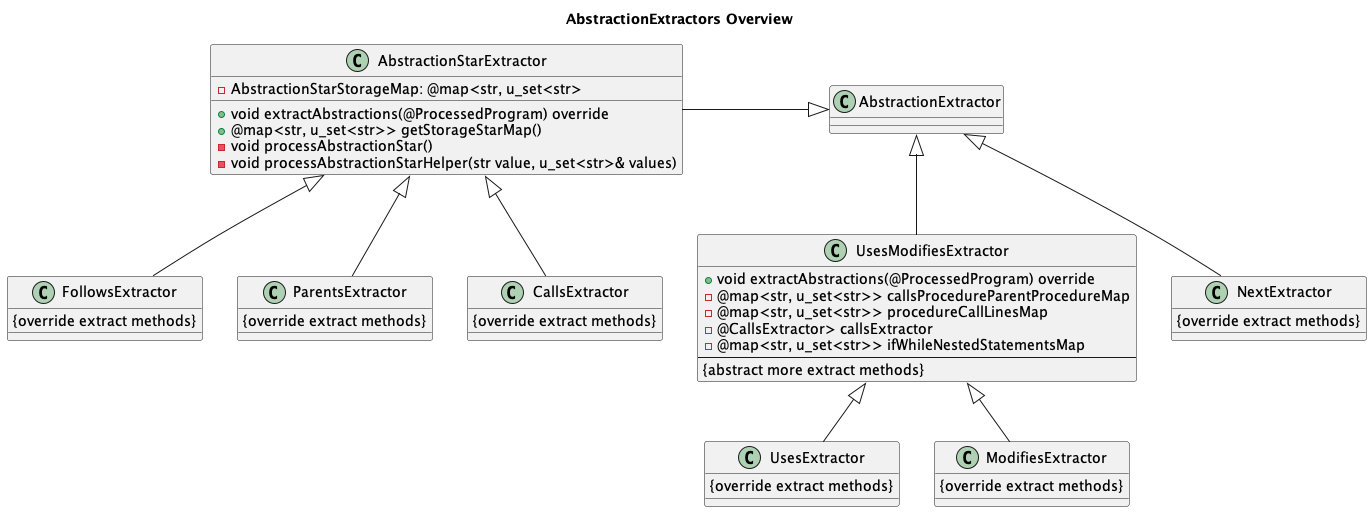 AbstractionExtractors Overview
C AbstractionStarExtractor
AbstractionStarStorageMap: @map<str, u_set<str>
void extractAbstractions(@ProcessedProgram) override
@map<str, u_set<str>> getStorageStarMap()
void processAbstractionStar()
void processAbstractionStarHelper(str value, u_set<str>& values)
C AbstractionExtractor
C UsesModifiesExtractor
void extractAbstractions(@ProcessedProgram) override
@map<str, u_set<str>> callsProcedureParentProcedureMap
@map<str, u_set<str>> procedureCallLinesMap
@CallsExtractor> callsExtractor
@map<str, u_set<str>> ifWhileNestedStatementsMap
{abstract more extract methods}
C FollowsExtractor
{override extract methods}
C ParentsExtractor
{override extract methods}
C CallsExtractor
{override extract methods}
C NextExtractor
{override extract methods}
C UsesExtractor
{override extract methods}
C ModifiesExtractor
{override extract methods}